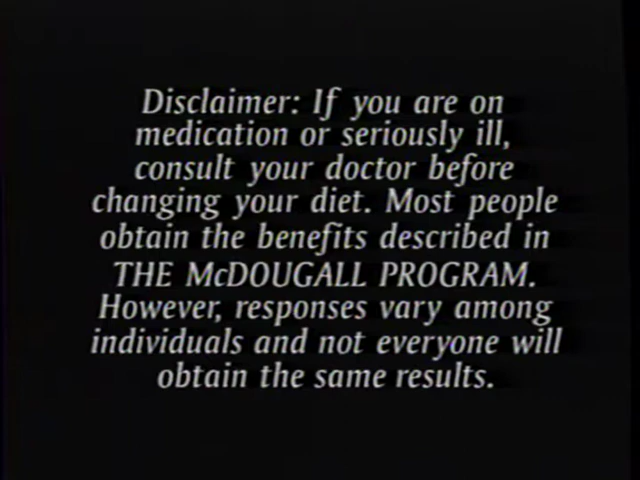 Disclaimer: If you are on
medication or seriously ill,
consult your doctor before
changing your diet. Most people
obtain the benefits described in
THE McDOUGALL PROGRAM.
However, responses vary among
individuals and not everyone will
obtain the same results.